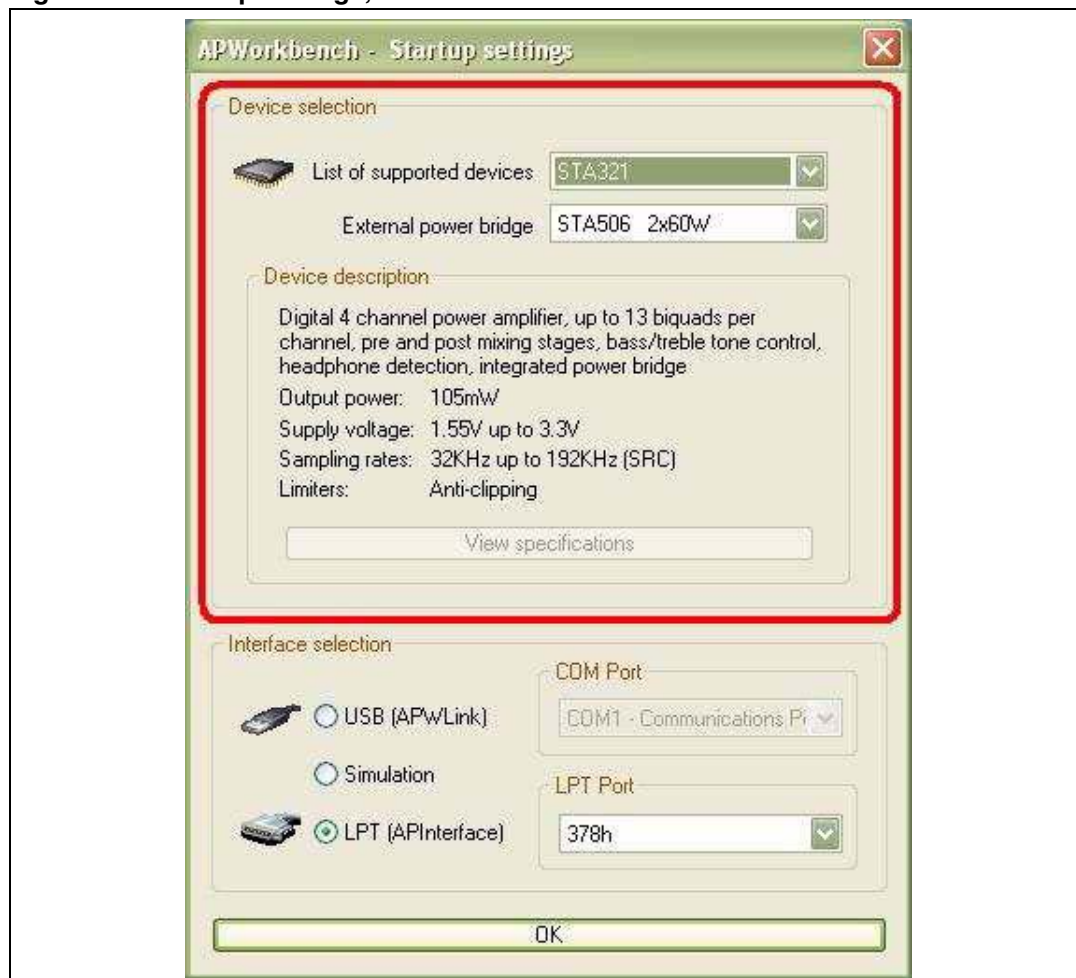 APWorkbench - Startup settings
Device selection
List of supported devices STA321
External power bridge STA506 2x60W
Device description
Digital 4 channel power amplifier, up to 13 biquads per
channel, pre and post mixing stages, bass/treble tone control,
headphone detection, integrated power bridge
Output power: 105mW
Supply voltage: 1.55V up to 3.3V
Sampling rates: 32KHz up to 192KHz (SRC)
Limiters: Anti-clipping
View specifications
Interface selection
COM Port
USB (APWLink)
COM1 - Communications
Simulation
LPT Port
LPT (APInterface)
378h
OK